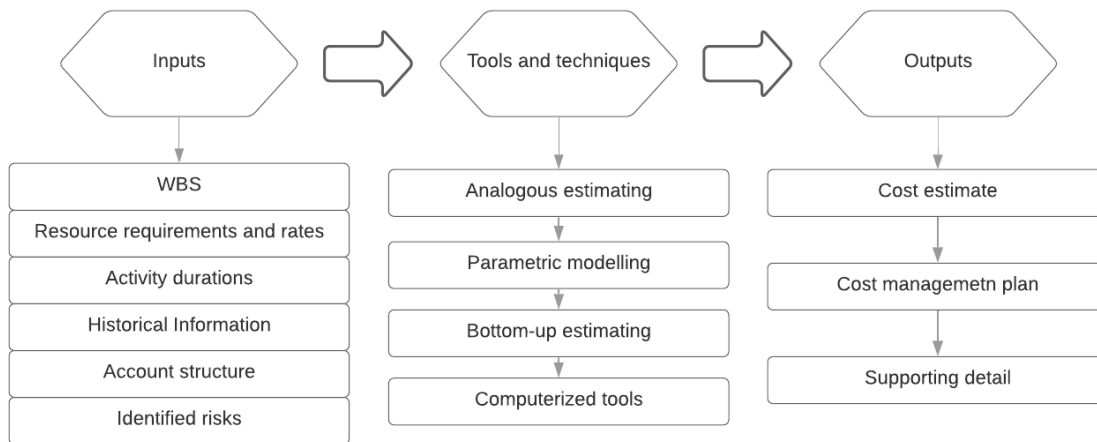 Inputs
Tools and techniques
Outputs
WBS
Resource requirements and rates
Activity durations
Historical Information
Account structure
Identified risks
Analogous estimating
Parametric modelling
Bottom-up estimating
Computerized tools
Cost estimate
Cost managemetn plan
Supporting detail